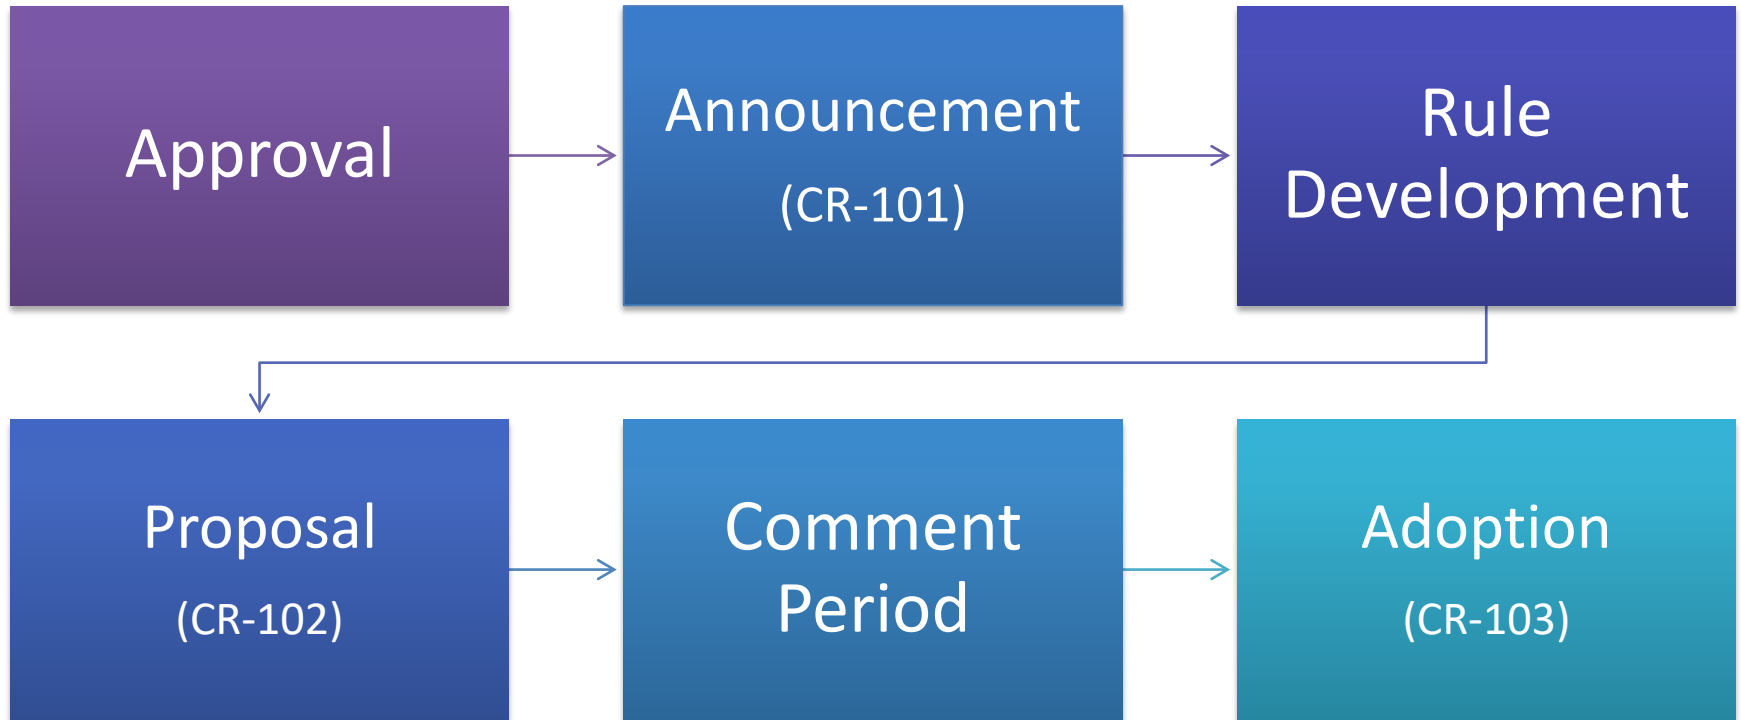 Approval
Announcement
(CR-101)
Rule
Development
Proposal
(CR-102)
Comment
Period
Adoption
(CR-103)